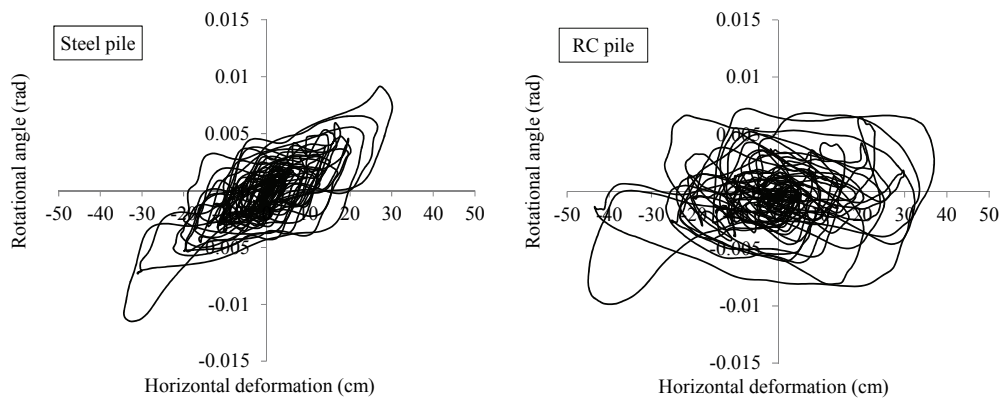 Steel pile
Rotational angle (rad)
0.015
0.01
0.005
-50 -40 -30 -20 -10 0 10 20 30 40 50
-0.005
-0.01
-0.015
Horizontal deformation (cm)
RC pile
Rotational angle (rad)
0.015
0.01
0.005
-50 -40 -30 -20 10 20 30 40 50
-0.005
-0.01
-0.015
Horizontal deformation (cm)